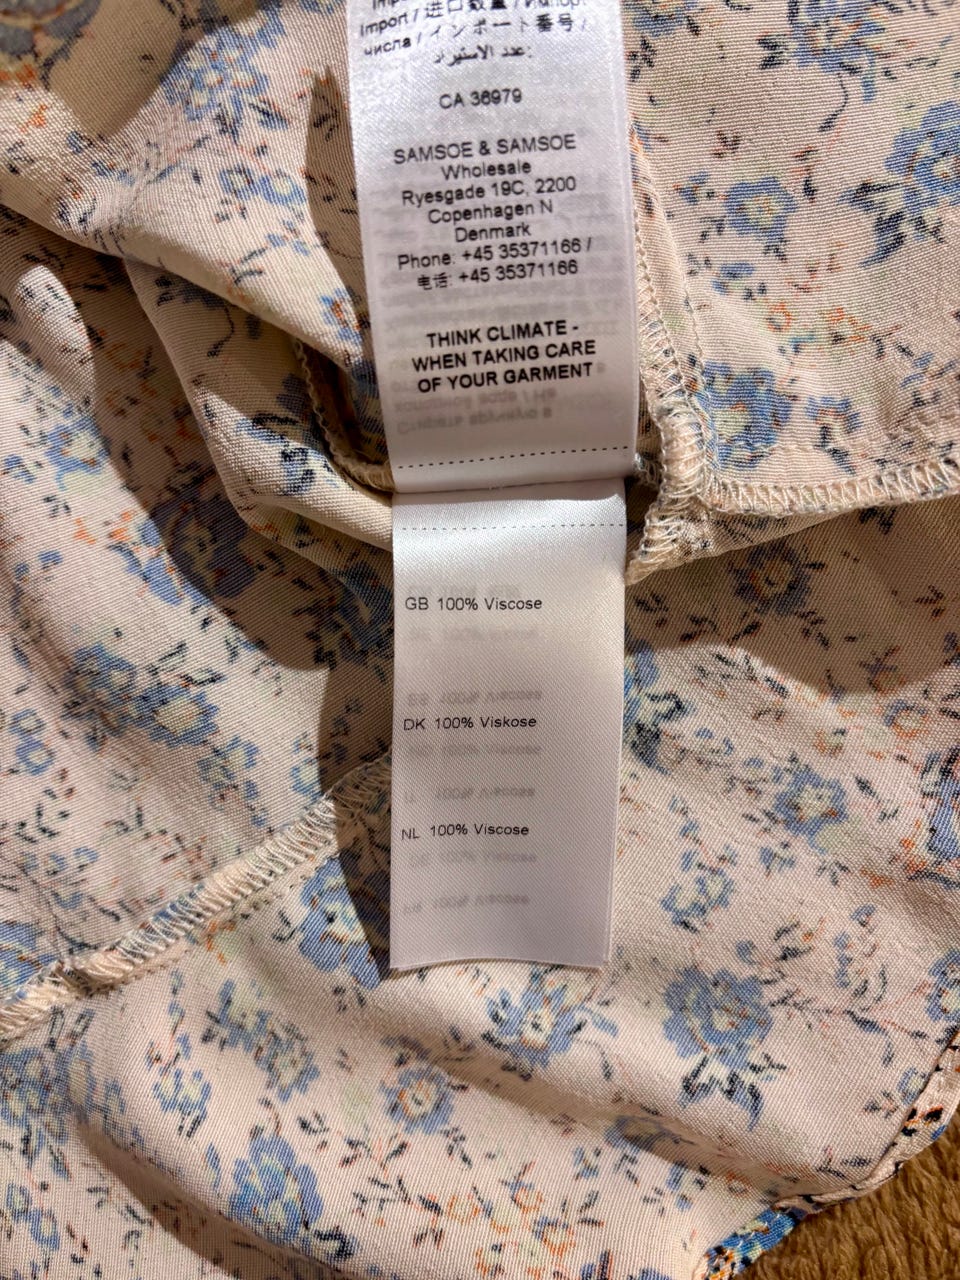 Import / 进口数量 / Импорт
числа / インポート番号 /
عدد الاستيراد:
CA 36979
SAMSOE & SAMSOE
Wholesale
Ryesgade 19C, 2200
Copenhagen N
Denmark
Phone: +45 35371166 /
电话: +45 35371166
THINK CLIMATE -
WHEN TAKING CARE
OF YOUR GARMENT
GB 100% Viscose
DK 100% Viskose
NL 100% Viscose